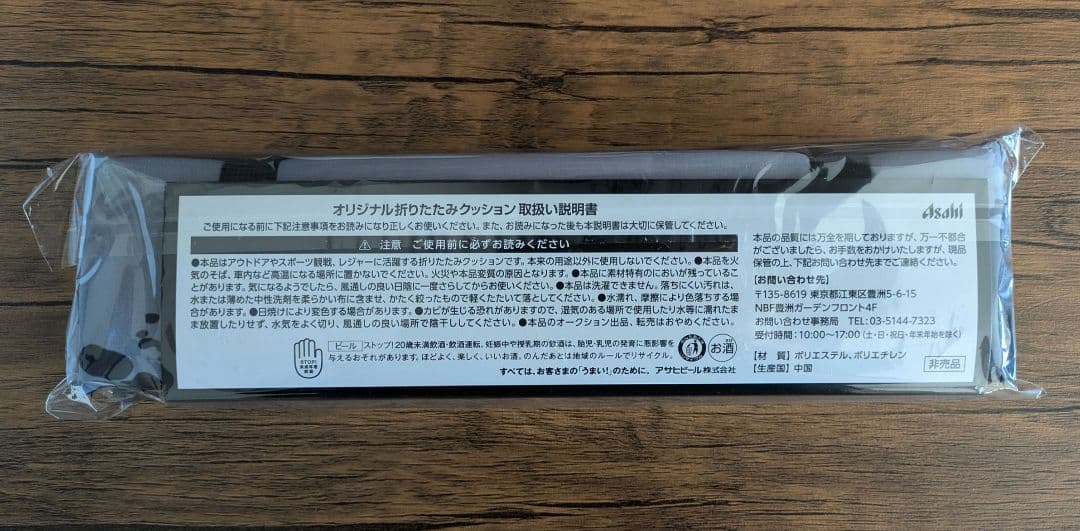 オリジナル折りたたみクッション 取扱い説明書
ご使用になる前に下記注意事項をお読みになり正しくお使いください。また、お読みになった後も本説明書は大切に保管してください。
⚠ 注意 ご使用前に必ずお読みください
●本品はアウトドアやスポーツ観戦、レジャーに活躍する折りたたみクッションです。本来の用途以外に使用しないでください。●本品を火
気のそば、車内など高温になる場所に置かないでください。火災や本品変質の原因となります。●本品に素材特有のにおいが残っているこ
とがあります。気になるようでしたら、風通しの良い日陰に一度さらしてからお使いください。●本品は洗濯できません。落ちにくい汚れは、
水または薄めた中性洗剤を柔らかい布に含ませ、かたく絞ったもので軽くたたいて落としてください。●水濡れ、摩擦により色落ちする場
合があります。●日焼けにより変色する場合があります。●カビが生じる恐れがありますので、湿気のある場所で使用したり水等に濡れたま
ま放置したりせず、水気をよく切り、風通しの良い場所で陰干ししてください。●本品のオークション出品、転売はおやめください。
STOP!
未成年者
飲酒
ビール ストップ!20歳未満飲酒・飲酒運転。妊娠中や授乳期の飲酒は、胎児・乳児の発育に悪影響を
与えるおそれがあります。ほどよく、楽しく、いいお酒。のんだあとは地域のルールでリサイクル。
お酒
すべては、お客さまの「うまい!」のために。 アサヒビール株式会社
Asahi
本品の品質には万全を期しておりますが、万一不都合
がございましたら、お手数をおかけいたしますが、現品
保管の上、下記お問い合わせ先までご連絡ください。
【お問い合わせ先】
〒135-8619 東京都江東区豊洲5-6-15
NBF豊洲ガーデンフロント4F
お問い合わせ事務局 TEL:03-5144-7323
受付時間:10:00〜17:00(土・日・祝日・年末年始を除く)
【材 質】 ポリエステル、ポリエチレン
【生産国】 中国
非売品